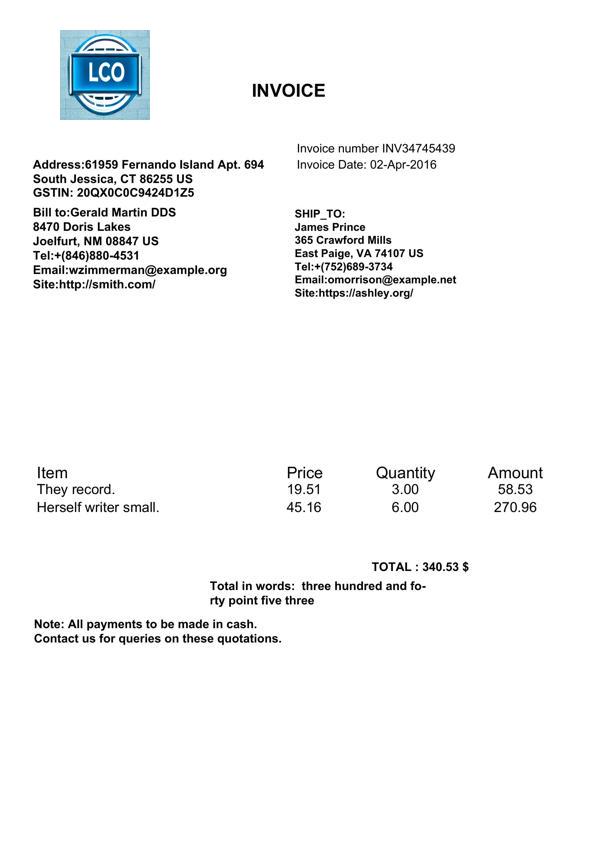 LCO
INVOICE
Invoice number INV34745439
Invoice Date: 02-Apr-2016
Address:61959 Fernando Island Apt. 694
South Jessica, CT 86255 US
GSTIN: 20QX0C0C9424D1Z5
Bill to:Gerald Martin DDS
8470 Doris Lakes
Joelfurt, NM 08847 US
Tel:+(846)880-4531
Email:wzimmerman@example.org
Site:http://smith.com/
SHIP_TO:
James Prince
365 Crawford Mills
East Paige, VA 74107 US
Tel:+(752)689-3734
Email:omorrison@example.net
Site:https://ashley.org/
Item Price Quantity Amount
They record. 19.51 3.00 58.53
Herself writer small. 45.16 6.00 270.96
TOTAL : 340.53 $
Total in words: three hundred and fo-
rty point five three
Note: All payments to be made in cash.
Contact us for queries on these quotations.